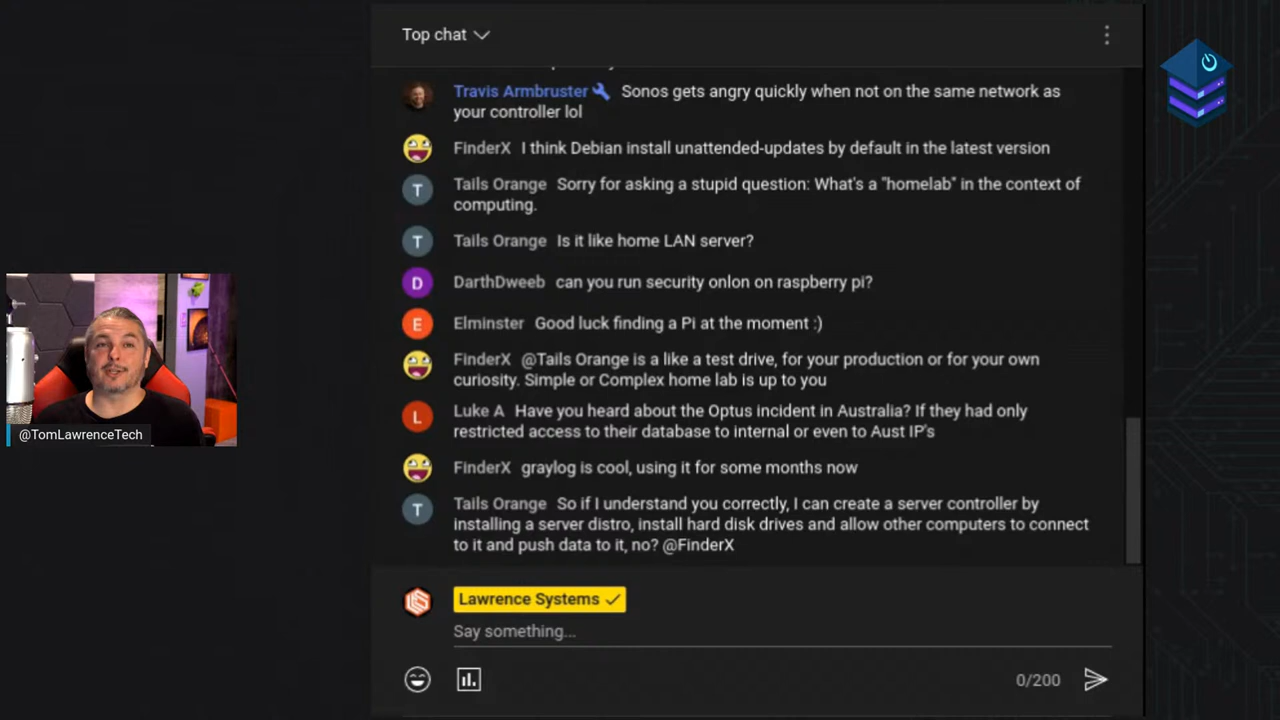 Top chat
Travis Armbruster Sonos gets angry quickly when not on the same network as
your controller lol
FinderX I think Debian install unattended-updates by default in the latest version
T
Tails Orange Sorry for asking a stupid question: What's a "homelab" in the context of
computing.
T
Tails Orange Is it like home LAN server?
D
DarthDweeb can you run security onlon on raspberry pi?
E
Elminster Good luck finding a Pi at the moment :)
FinderX @Tails Orange is a like a test drive, for your production or for your own
curiosity. Simple or Complex home lab is up to you
L
Luke A Have you heard about the Optus incident in Australia? If they had only
restricted access to their database to internal or even to Aust IP's
FinderX graylog is cool, using it for some months now
T
Tails Orange So if I understand you correctly, I can create a server controller by
installing a server distro, install hard disk drives and allow other computers to connect
to it and push data to it, no? @FinderX
Lawrence Systems
Say something...
0/200
@TomLawrenceTech